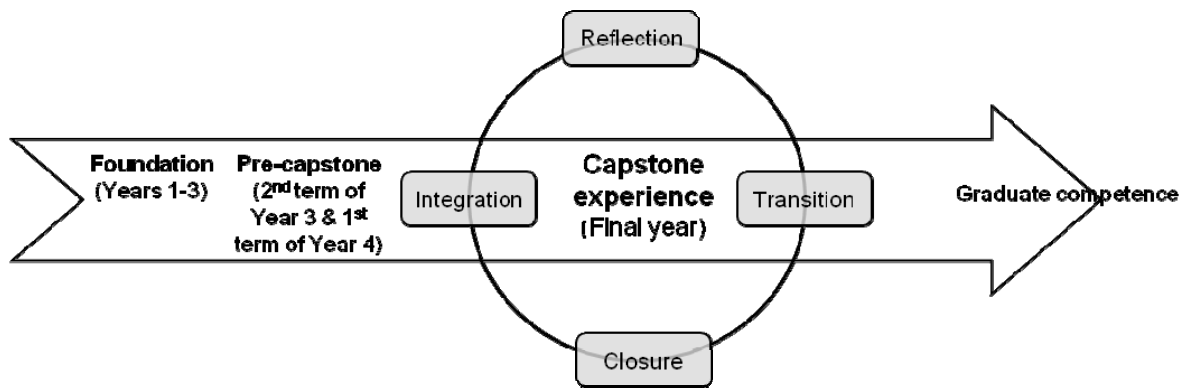 Reflection
Foundation
(Years 1-3)
Pre-capstone
(2nd term of
Year 3 & 1st
term of Year 4)
Integration
Capstone
experience
(Final year)
Transition
Graduate competence
Closure